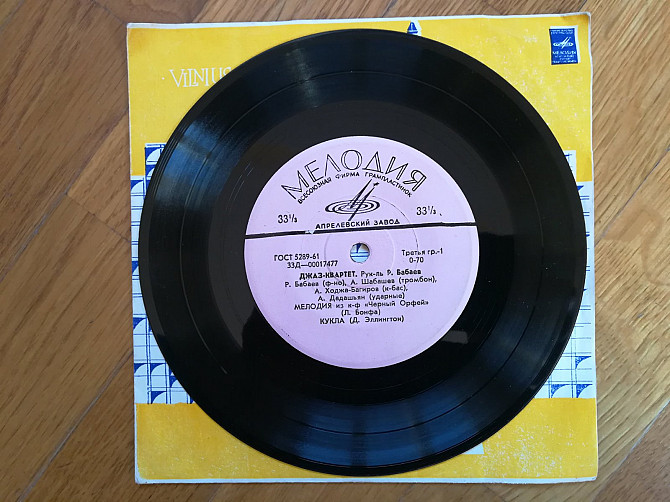 VILNIUS
МЕЛОДИЯ
МЕЛОДИЯ
ВСЕСОЮЗНАЯ ФИРМА ГРАМПЛАСТИНОК
33⅓
33⅓
АПРЕЛЕВСКИЙ ЗАВОД
ГОСТ 5289-61
Третья гр.-1
33Д—00017477
0-70
ДЖАЗ-КВАРТЕТ. Рук-ль Р. Бабаев
Р. Бабаев (ф-но), А. Шабашев (тромбон),
А. Ходжа-Багиров (к-бас),
А. Дадашьян (ударные)
МЕЛОДИЯ из к-ф «Черный Орфей»
(Л. Бонфа)
КУКЛА (Д. Эллингтон)